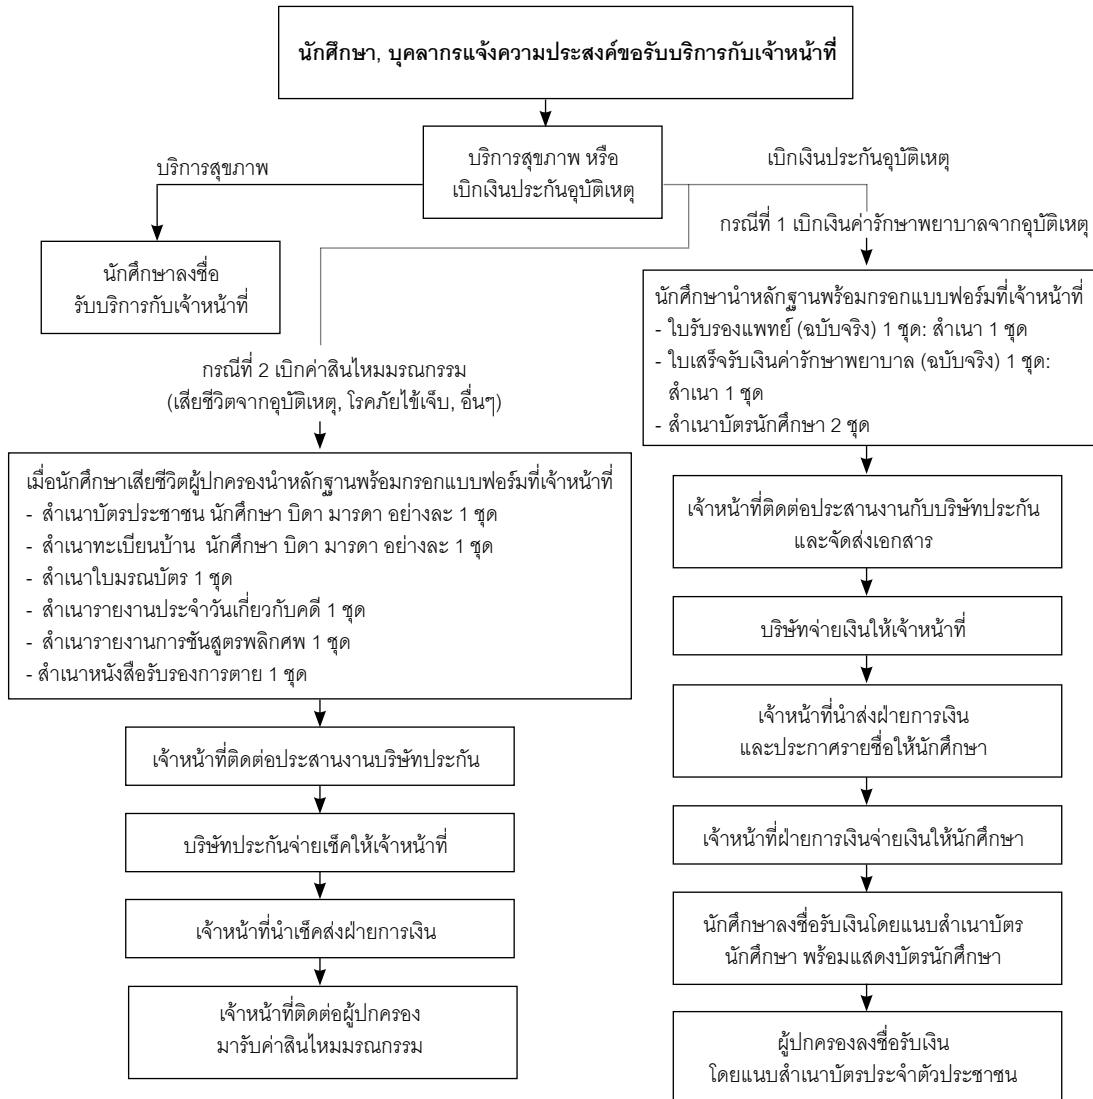 นักศึกษา, บุคลากรแจ้งความประสงค์ขอรับบริการกับเจ้าหน้าที่
บริการสุขภาพ หรือ
เบิกเงินประกันอุบัติเหตุ
บริการสุขภาพ
นักศึกษาลงชื่อ
รับบริการกับเจ้าหน้าที่
เบิกเงินประกันอุบัติเหตุ
กรณีที่ 1 เบิกเงินค่ารักษาพยาบาลจากอุบัติเหตุ
นักศึกษานำหลักฐานพร้อมกรอกแบบฟอร์มที่เจ้าหน้าที่
- ใบรับรองแพทย์ (ฉบับจริง) 1 ชุด: สำเนา 1 ชุด
- ใบเสร็จรับเงินค่ารักษาพยาบาล (ฉบับจริง) 1 ชุด:
สำเนา 1 ชุด
- สำเนาบัตรนักศึกษา 2 ชุด
เจ้าหน้าที่ติดต่อประสานงานกับบริษัทประกัน
และจัดส่งเอกสาร
บริษัทจ่ายเงินให้เจ้าหน้าที่
เจ้าหน้าที่นำส่งฝ่ายการเงิน
และประกาศรายชื่อให้นักศึกษา
เจ้าหน้าที่ฝ่ายการเงินจ่ายเงินให้นักศึกษา
นักศึกษาลงชื่อรับเงินโดยแนบสำเนาบัตร
นักศึกษา พร้อมแสดงบัตรนักศึกษา
ผู้ปกครองลงชื่อรับเงิน
โดยแนบสำเนาบัตรประจำตัวประชาชน
กรณีที่ 2 เบิกค่าสินไหมมรณกรรม
(เสียชีวิตจากอุบัติเหตุ, โรคภัยไข้เจ็บ, อื่นๆ)
เมื่อนักศึกษาเสียชีวิตผู้ปกครองนำหลักฐานพร้อมกรอกแบบฟอร์มที่เจ้าหน้าที่
- สำเนาบัตรประชาชน นักศึกษา บิดา มารดา อย่างละ 1 ชุด
- สำเนาทะเบียนบ้าน นักศึกษา บิดา มารดา อย่างละ 1 ชุด
- สำเนาใบมรณบัตร 1 ชุด
- สำเนารายงานประจำวันเกี่ยวกับคดี 1 ชุด
- สำเนารายงานการชันสูตรพลิกศพ 1 ชุด
- สำเนาหนังสือรับรองการตาย 1 ชุด
เจ้าหน้าที่ติดต่อประสานงานบริษัทประกัน
บริษัทประกันจ่ายเช็คให้เจ้าหน้าที่
เจ้าหน้าที่นำเช็คส่งฝ่ายการเงิน
เจ้าหน้าที่ติดต่อผู้ปกครอง
มารับค่าสินไหมมรณกรรม